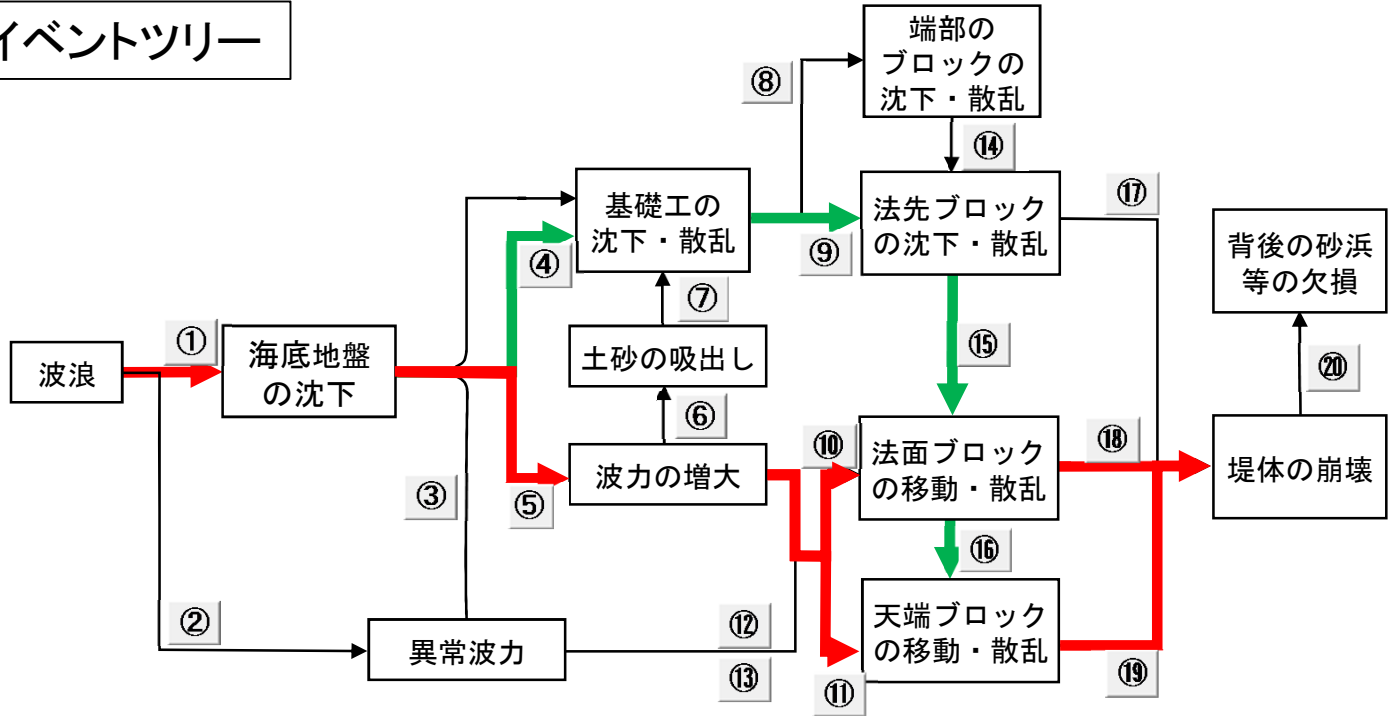 イベントツリー
端部の
ブロックの
沈下・散乱
⑧
⑭
基礎工の
沈下・散乱
法先ブロック
の沈下・散乱
⑰
④
⑨
背後の砂浜
等の欠損
⑦
①
波浪
海底地盤
の沈下
土砂の吸出し
⑮
⑳
⑥
③
⑤
波力の増大
⑩
法面ブロック
の移動・散乱
⑱
堤体の崩壊
⑯
②
異常波力
⑫
⑬
天端ブロック
の移動・散乱
⑪
⑲